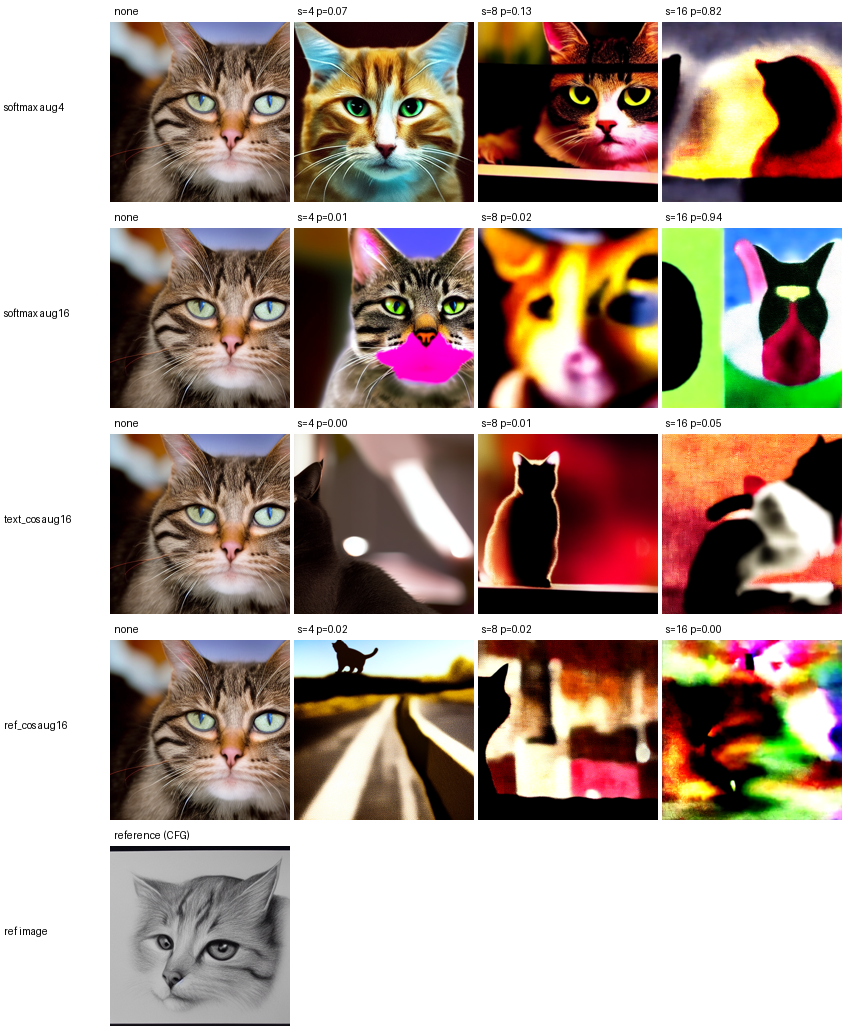 none s=4 p=0.07 s=8 p=0.13 s=16 p=0.82
softmax aug4
none s=4 p=0.01 s=8 p=0.02 s=16 p=0.94
softmax aug16
none s=4 p=0.00 s=8 p=0.01 s=16 p=0.05
text_cos aug16
none s=4 p=0.02 s=8 p=0.02 s=16 p=0.00
ref_cos aug16
reference (CFG)
ref image